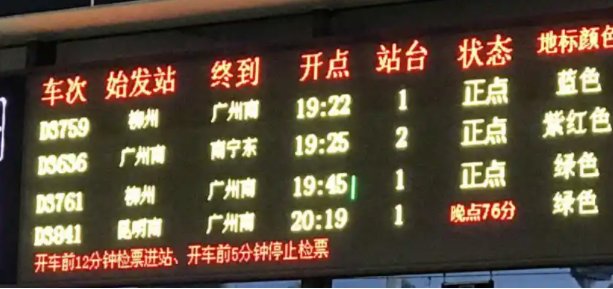 车次 始发站 终到 开点 站台 状态 地标颜色
D3759 柳州 广州南 19:22 1 正点 蓝色
D3636 广州南 南宁东 19:25 2 正点 紫红色
D3761 柳州 广州南 19:45 1 正点 绿色
D3941 昆明南 广州南 20:19 1 晚点76分 绿色
开车前12分钟检票进站、开车前5分钟停止检票